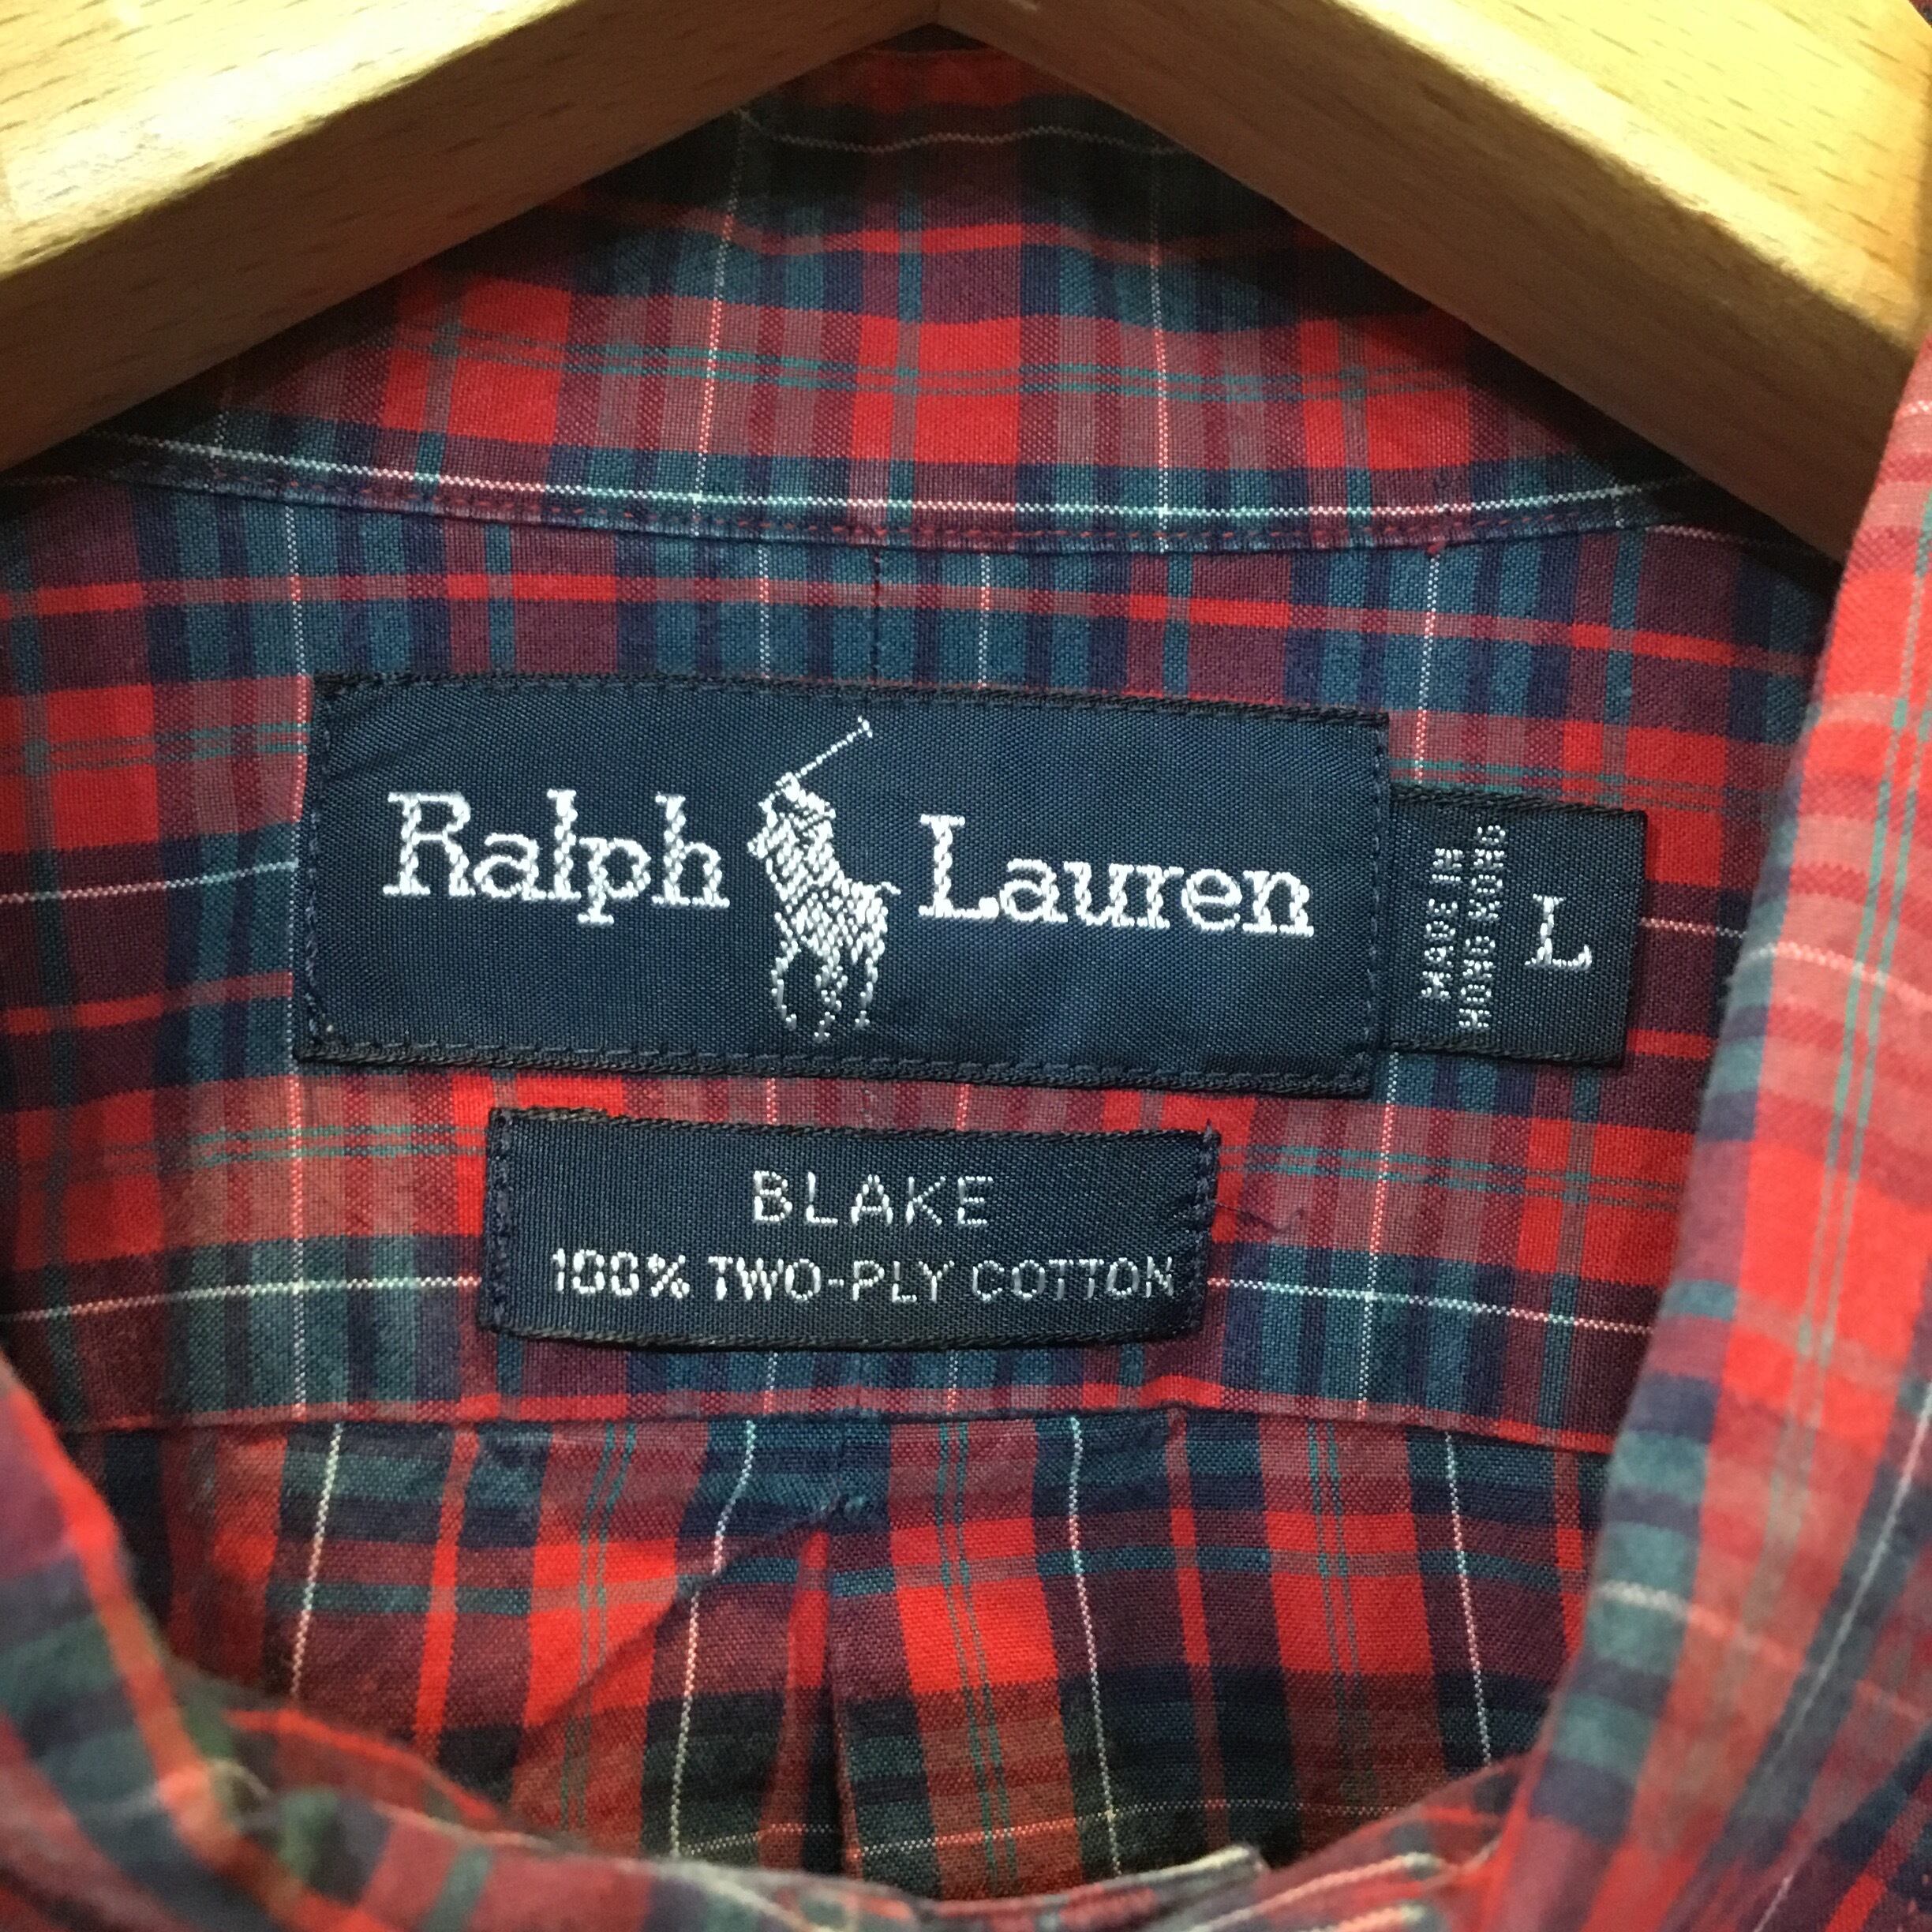 Ralph Lauren
MADE IN
HONG KONG
L
BLAKE
100% TWO-PLY COTTON